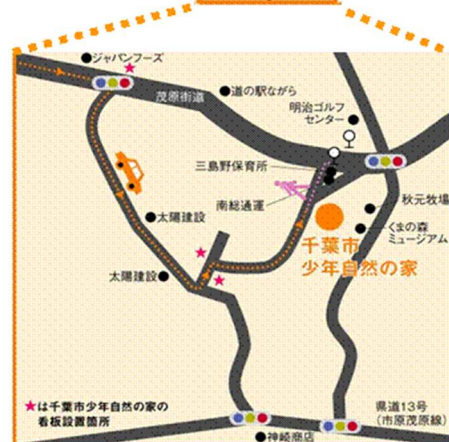 ジャパンフーズ
茂原街道
道の駅ながら
明治ゴルフ
センター
三島野保育所
南総通運
秋元牧場
くまの森
ミュージアム
千葉市
少年自然の家
太陽建設
太陽建設
★は千葉市少年自然の家の
看板設置箇所
県道13号
(市原茂原線)
神崎商店